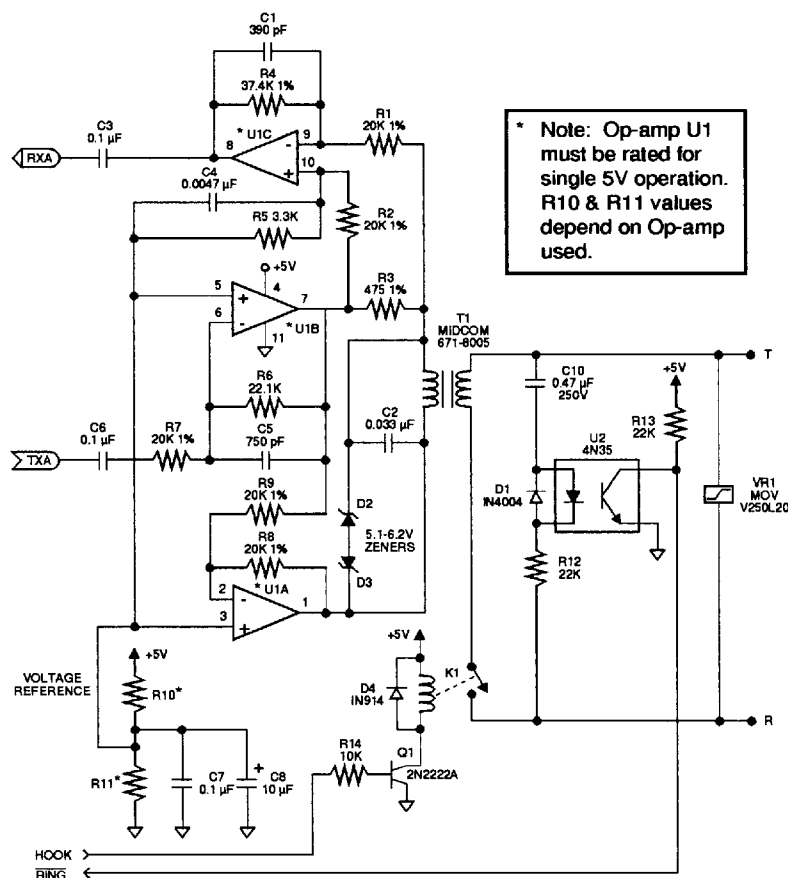 C1
390 pF
R4
37.4K 1%
R1
20K 1%
C3
0.1 µF
* U1C
8
9
-
10
+
RXA
C4
0.0047 µF
R5 3.3K
R2
20K 1%
* Note: Op-amp U1
must be rated for
single 5V operation.
R10 & R11 values
depend on Op-amp
used.
+5V
4
5
+
7
6
-
11
* U1B
R3
475 1%
T1
MIDCOM
671-8005
R6
22.1K
C6
0.1 µF
R7
20K 1%
C5
750 pF
C2
0.033 µF
TXA
C10
0.47 µF
250V
+5V
R13
22K
U2
4N35
D1
IN4004
VR1
MOV
V250L20
T
R9
20K 1%
R8
20K 1%
D2
5.1-6.2V
ZENERS
D3
R12
22K
* U1A
2
-
1
3
+
+5V
VOLTAGE
REFERENCE
R10*
+5V
D4
IN914
K1
R
R11*
C7
0.1 µF
+
C8
10 µF
R14
10K
Q1
2N2222A
HOOK
RING